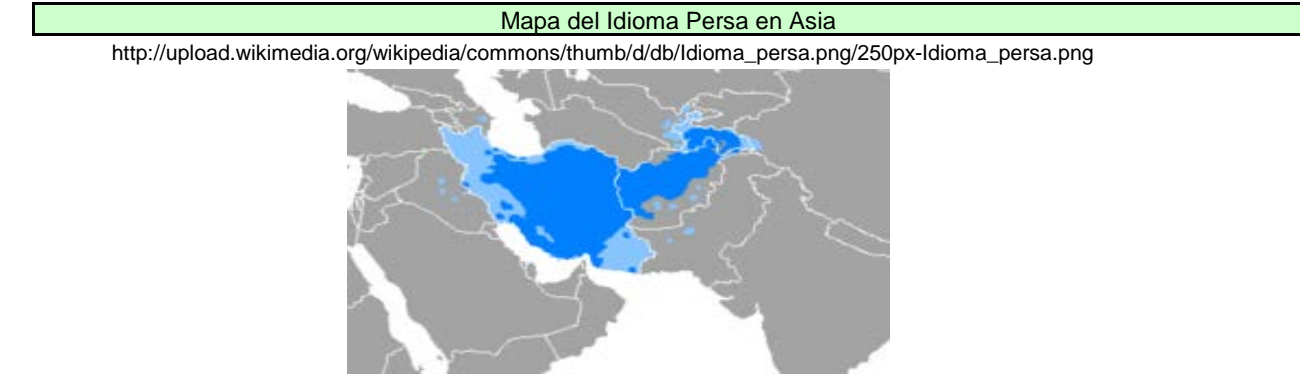 Mapa del Idioma Persa en Asia
http://upload.wikimedia.org/wikipedia/commons/thumb/d/db/Idioma_persa.png/250px-Idioma_persa.png